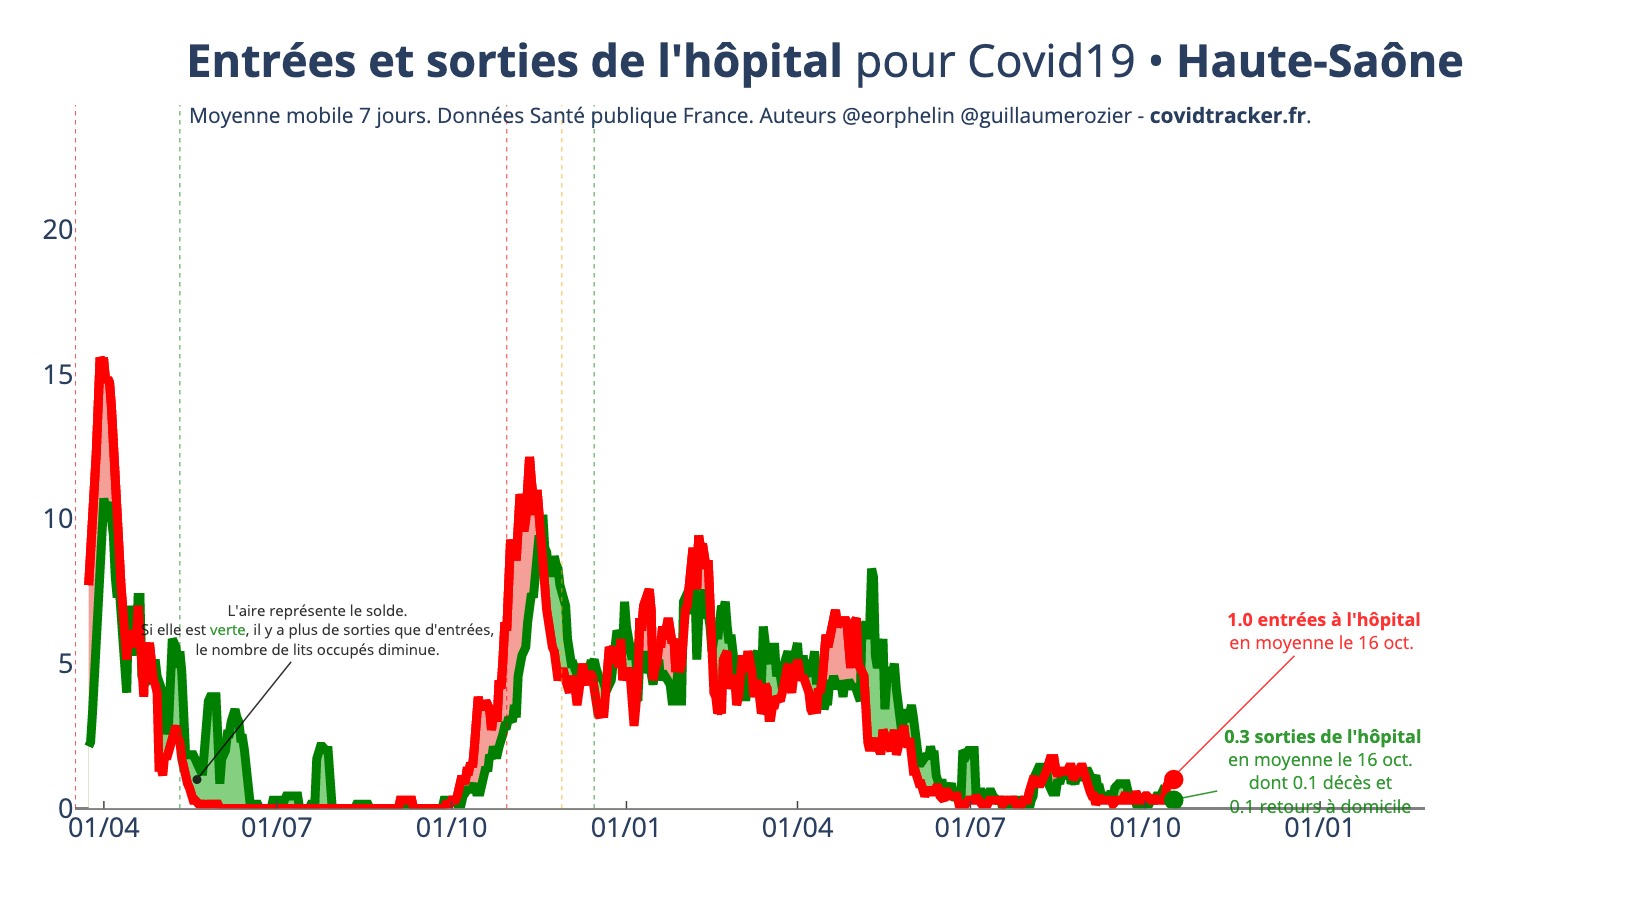 Entrées et sorties de l'hôpital pour Covid19 • Haute-Saône
Moyenne mobile 7 jours. Données Santé publique France. Auteurs @eorphelin @guillaumerozier - covidtracker.fr.
20
15
10
5
0
L'aire représente le solde.
Si elle est verte, il y a plus de sorties que d'entrées,
le nombre de lits occupés diminue.
1.0 entrées à l'hôpital
en moyenne le 16 oct.
0.3 sorties de l'hôpital
en moyenne le 16 oct.
dont 0.1 décès et
0.1 retours à domicile
01/04 01/07 01/10 01/01 01/04 01/07 01/10 01/01